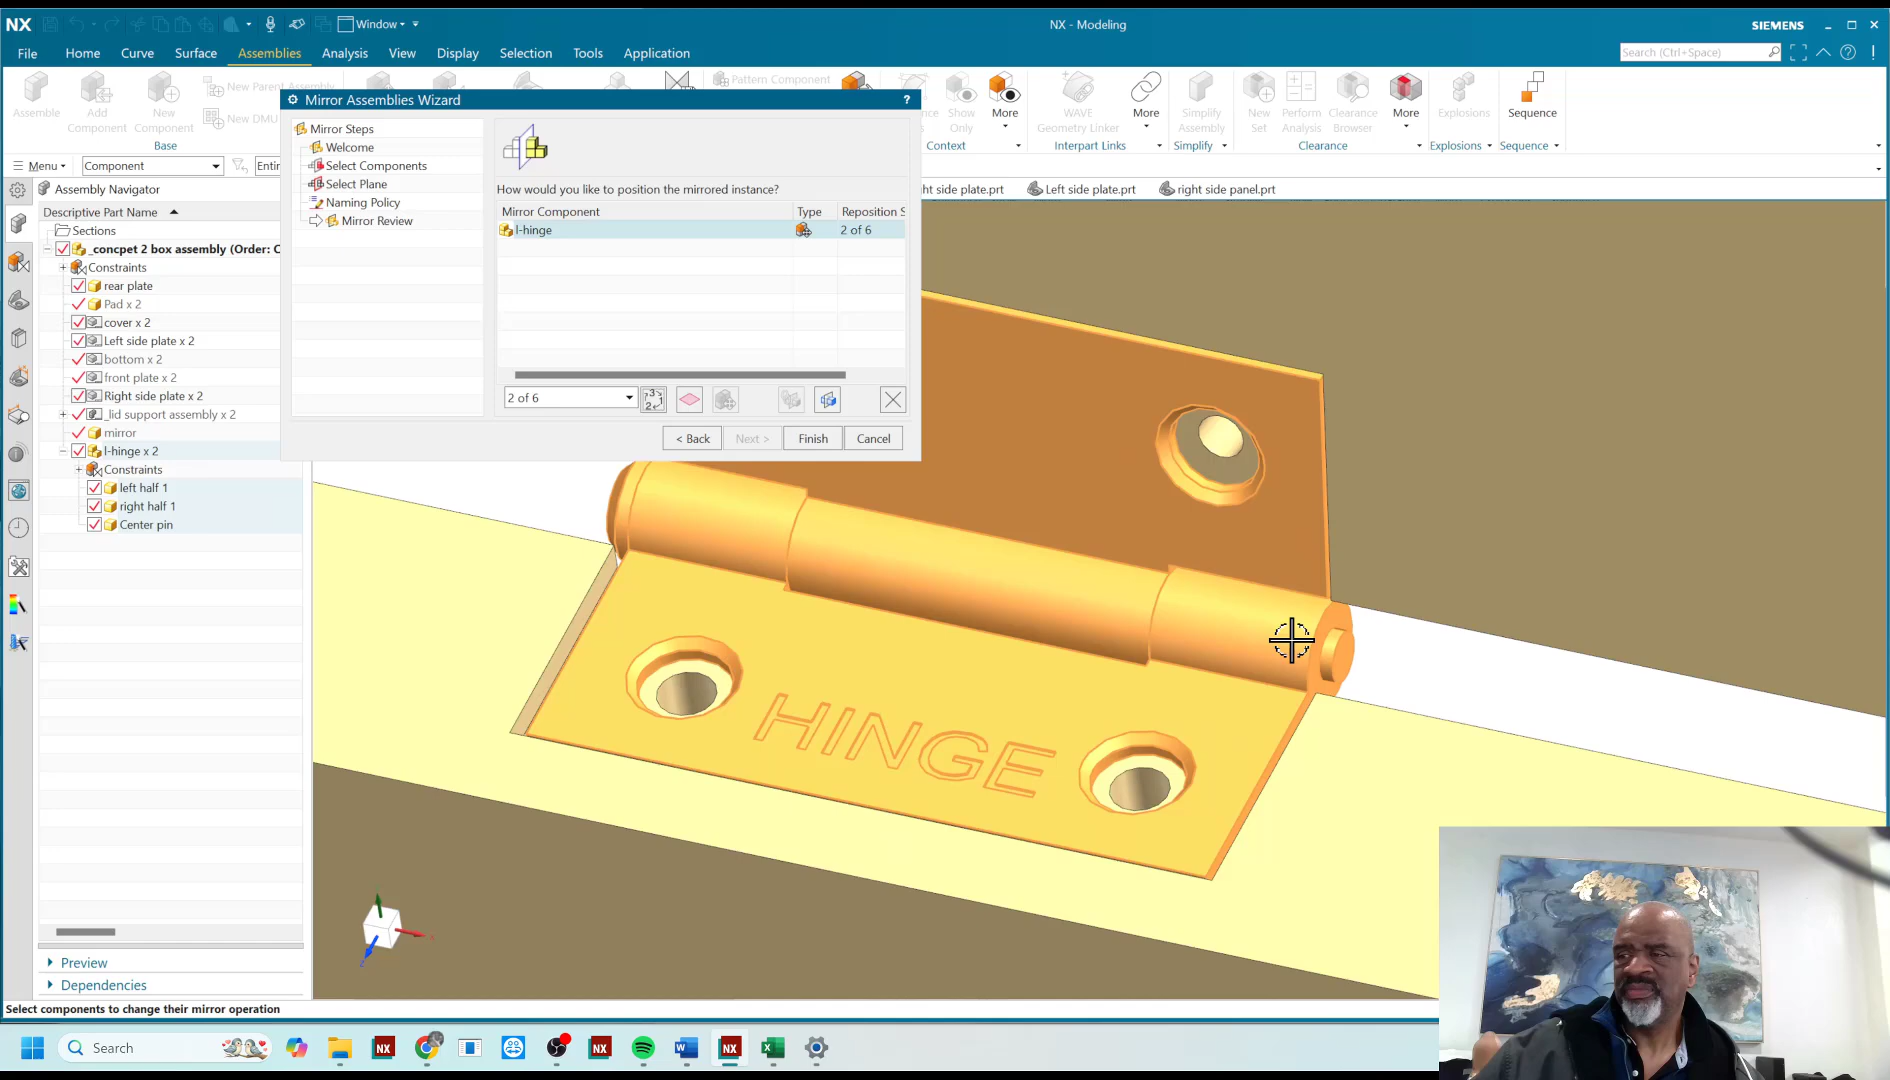 NX
Window
NX - Modeling
SIEMENS
File
Home
Curve
Surface
Assemblies
Analysis
View
Display
Selection
Tools
Application
Search (Ctrl+Space)
Assemble
Add Component
New Component
New Parent Assembly
New DMU
Base
Pattern Component
Show Only
More
Context
WAVE Geometry Linker
More
Interpart Links
Simplify Assembly
Simplify
New Set
Perform Analysis
Clearance Browser
More
Clearance
Explosions
Explosions
Sequence
Sequence
Menu
Component
Entir
ht side plate.prt
Left side plate.prt
right side panel.prt
Assembly Navigator
Descriptive Part Name
Sections
_concpet 2 box assembly (Order: C
Constraints
rear plate
Pad x 2
cover x 2
Left side plate x 2
bottom x 2
front plate x 2
Right side plate x 2
_lid support assembly x 2
mirror
l-hinge x 2
Constraints
left half 1
right half 1
Center pin
Preview
Dependencies
Mirror Assemblies Wizard
?
Mirror Steps
Welcome
Select Components
Select Plane
Naming Policy
Mirror Review
How would you like to position the mirrored instance?
Mirror Component
Type
Reposition S
l-hinge
2 of 6
2 of 6
< Back
Next >
Finish
Cancel
HINGE
Select components to change their mirror operation
Search